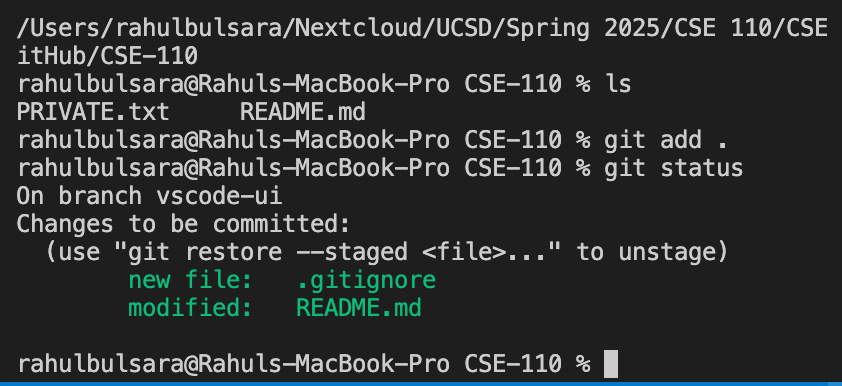 /Users/rahulbulsara/Nextcloud/UCSD/Spring 2025/CSE 110/CSE
itHub/CSE-110
rahulbulsara@Rahuls-MacBook-Pro CSE-110 % ls
PRIVATE.txt     README.md
rahulbulsara@Rahuls-MacBook-Pro CSE-110 % git add .
rahulbulsara@Rahuls-MacBook-Pro CSE-110 % git status
On branch vscode-ui
Changes to be committed:
  (use "git restore --staged <file>..." to unstage)
        new file:   .gitignore
        modified:   README.md

rahulbulsara@Rahuls-MacBook-Pro CSE-110 %